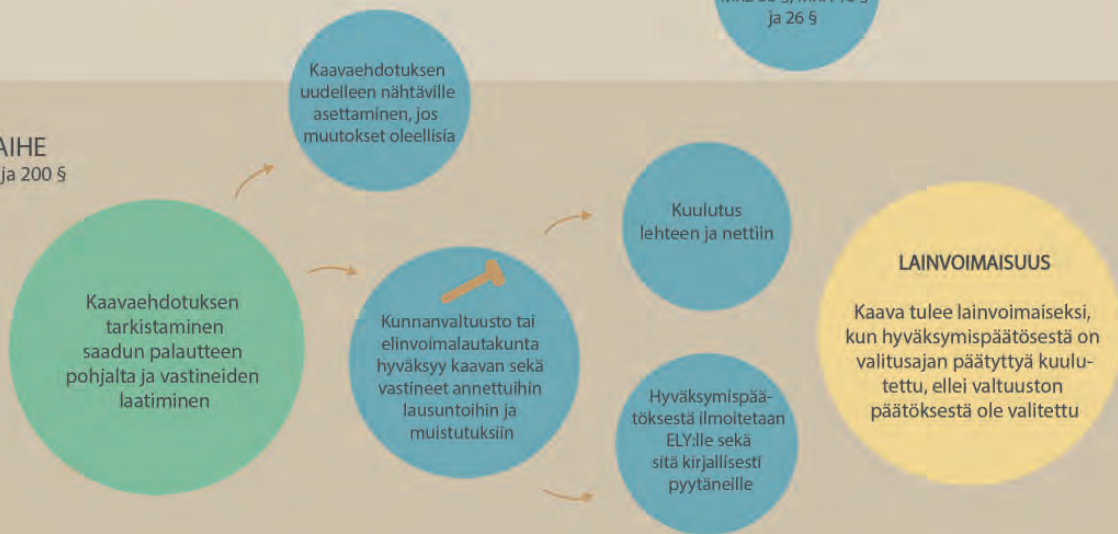 ja 26 §
Kaavaehdotuksen
uudelleen nähtäville
asettaminen, jos
muutokset oleellisia
AIHE
ja 200 §
Kaavaehdotuksen
tarkistaminen
saadun palautteen
pohjalta ja vastineiden
laatiminen
Kunnanvaltuusto tai
elinvoimalautakunta
hyväksyy kaavan sekä
vastineet annettuihin
lausuntoihin ja
muistutuksiin
Kuulutus
lehteen ja nettiin
Hyväksymispää-
töksestä ilmoitetaan
ELY:lle sekä
sitä kirjallisesti
pyytäneille
LAINVOIMAISUUS
Kaava tulee lainvoimaiseksi,
kun hyväksymispäätösestä on
valitusajan päätyttyä kuulu-
tettu, ellei valtuuston
päätöksestä ole valitettu